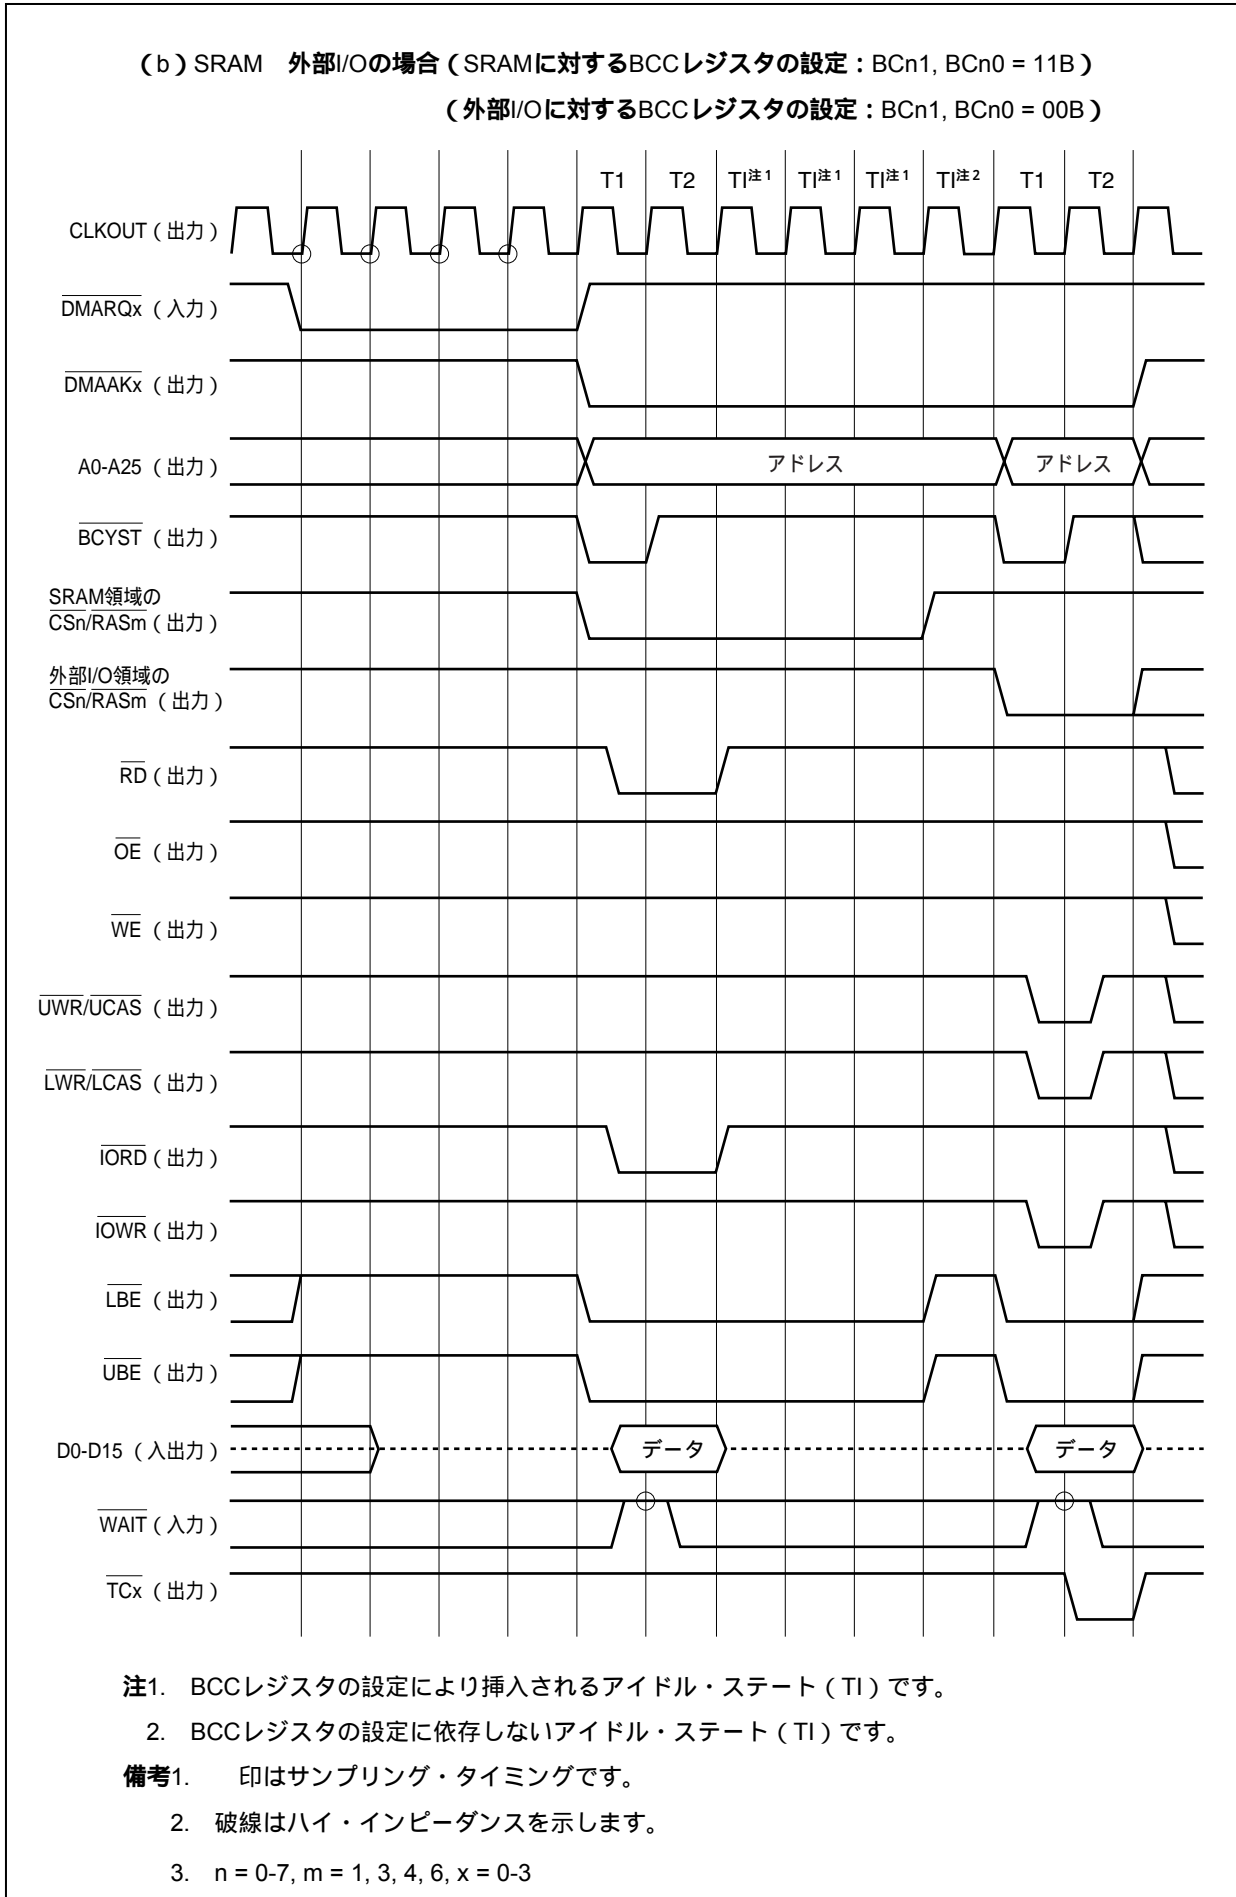 （b）SRAM　外部I/Oの場合（SRAMに対するBCCレジスタの設定：BCn1, BCn0 = 11B）
（外部I/Oに対するBCCレジスタの設定：BCn1, BCn0 = 00B）
T1 T2 TI注1 TI注1 TI注1 TI注2 T1 T2
CLKOUT（出力）
DMARQx（入力）
DMAAKx（出力）
A0-A25（出力） アドレス アドレス
BCYST（出力）
SRAM領域の
CSn/RASm（出力）
外部I/O領域の
CSn/RASm（出力）
RD（出力）
OE（出力）
WE（出力）
UWR/UCAS（出力）
LWR/LCAS（出力）
IORD（出力）
IOWR（出力）
LBE（出力）
UBE（出力）
D0-D15（入出力） データ データ
WAIT（入力）
TCx（出力）
注1.　BCCレジスタの設定により挿入されるアイドル・ステート（TI）です。
2.　BCCレジスタの設定に依存しないアイドル・ステート（TI）です。
備考1.　　印はサンプリング・タイミングです。
2.　破線はハイ・インピーダンスを示します。
3.　n = 0-7, m = 1, 3, 4, 6, x = 0-3